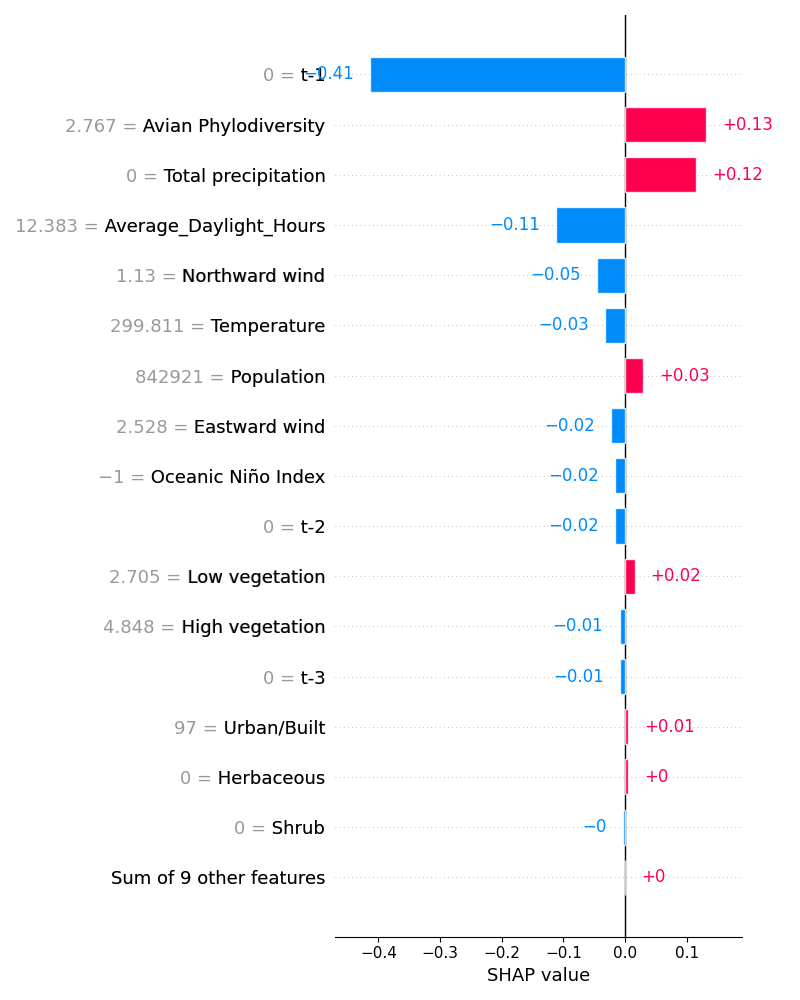 0 = t-1 −0.41
2.767 = Avian Phylodiversity +0.13
0 = Total precipitation +0.12
12.383 = Average_Daylight_Hours −0.11
1.13 = Northward wind −0.05
299.811 = Temperature −0.03
842921 = Population +0.03
2.528 = Eastward wind −0.02
−1 = Oceanic Niño Index −0.02
0 = t-2 −0.02
2.705 = Low vegetation +0.02
4.848 = High vegetation −0.01
0 = t-3 −0.01
97 = Urban/Built +0.01
0 = Herbaceous +0
0 = Shrub −0
Sum of 9 other features +0
−0.4 −0.3 −0.2 −0.1 0.0 0.1
SHAP value